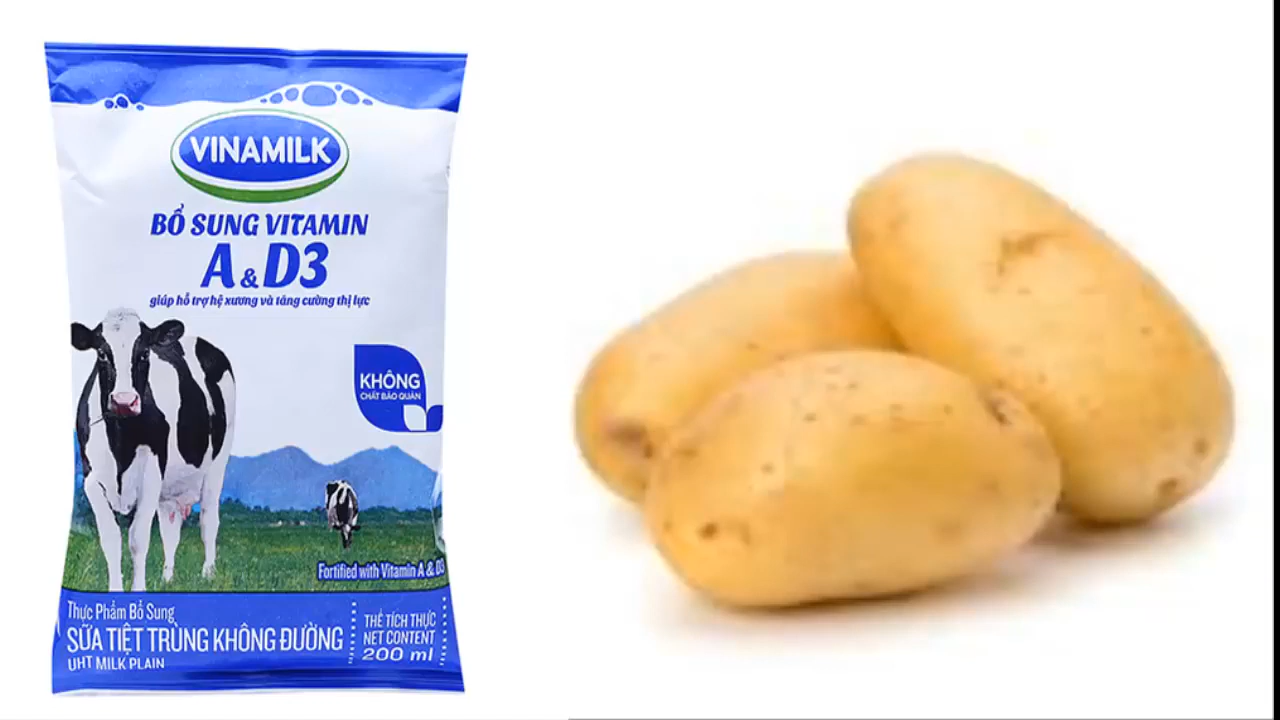 VINAMILK
BỔ SUNG VITAMIN
A & D3
giúp hỗ trợ hệ xương và tăng cường thị lực
KHÔNG
CHẤT BẢO QUẢN
Fortified with Vitamin A & D3
Thực Phẩm Bổ Sung
SỮA TIỆT TRÙNG KHÔNG ĐƯỜNG
UHT MILK PLAIN
THỂ TÍCH THỰC
NET CONTENT
200 ml